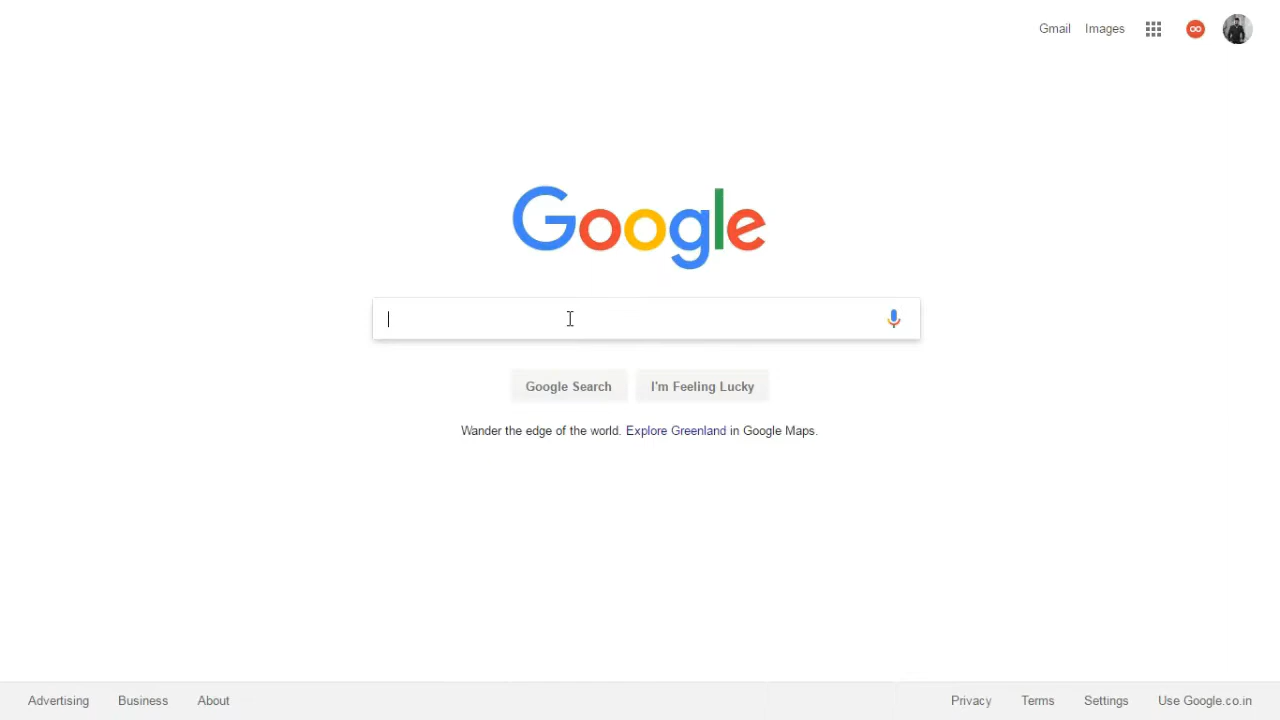 Gmail Images
Google
Google Search I'm Feeling Lucky
Wander the edge of the world. Explore Greenland in Google Maps.
Advertising Business About Privacy Terms Settings Use Google.co.in